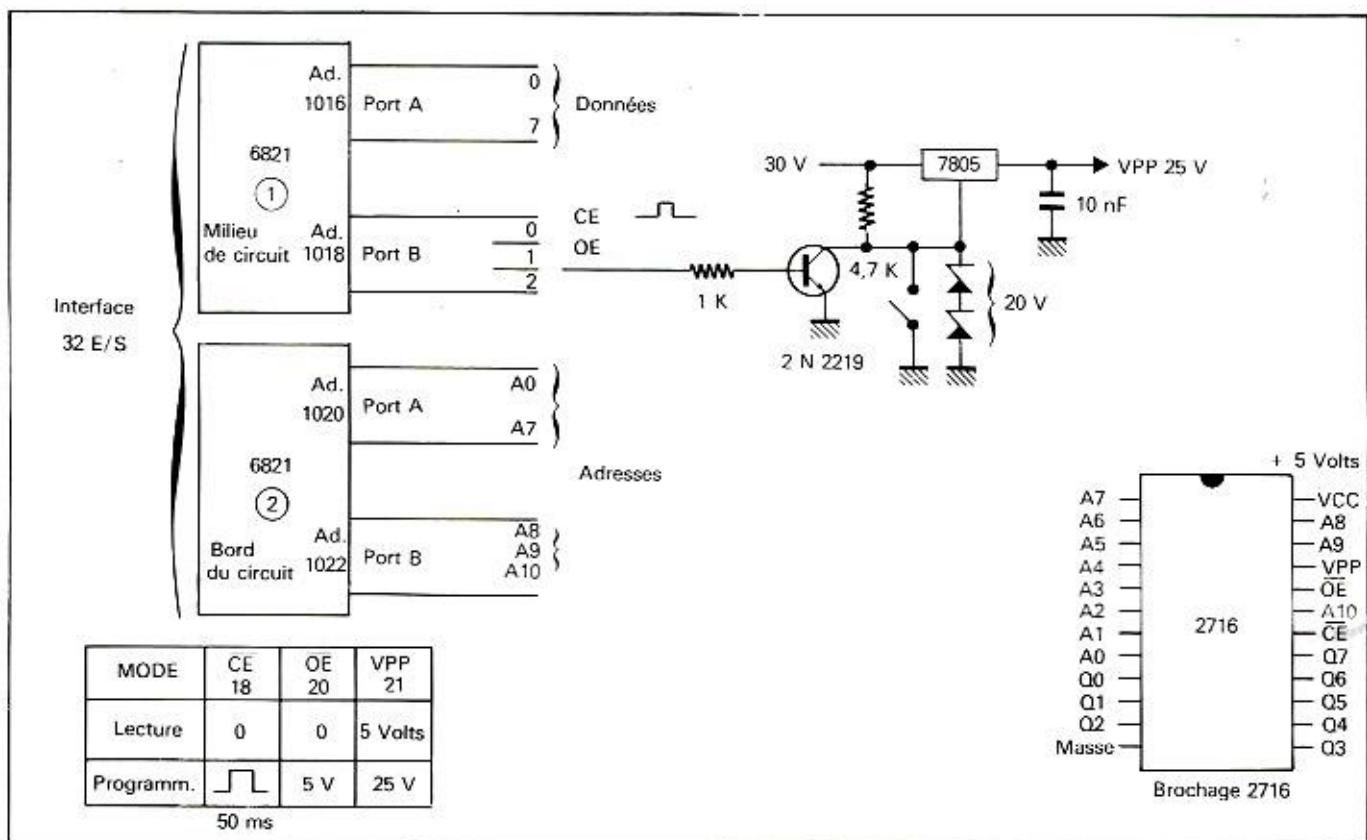 Interface
32 E/S
Ad.
1016
Port A
0
7
Données
6821
1
Milieu
de circuit
Ad.
1018
Port B
CE
0
OE
1
2
1 K
2 N 2219
4,7 K
30 V
7805
VPP 25 V
10 nF
20 V
Ad.
1020
Port A
A0
A7
Adresses
6821
2
Bord
du circuit
Ad.
1022
Port B
A8
A9
A10
MODE
CE
18
OE
20
VPP
21
Lecture
0
0
5 Volts
Programm.
5 V
25 V
50 ms
+ 5 Volts
A7
A6
A5
A4
A3
A2
A1
A0
Q0
Q1
Q2
Masse
2716
VCC
A8
A9
VPP
OE
A10
CE
Q7
Q6
Q5
Q4
Q3
Brochage 2716